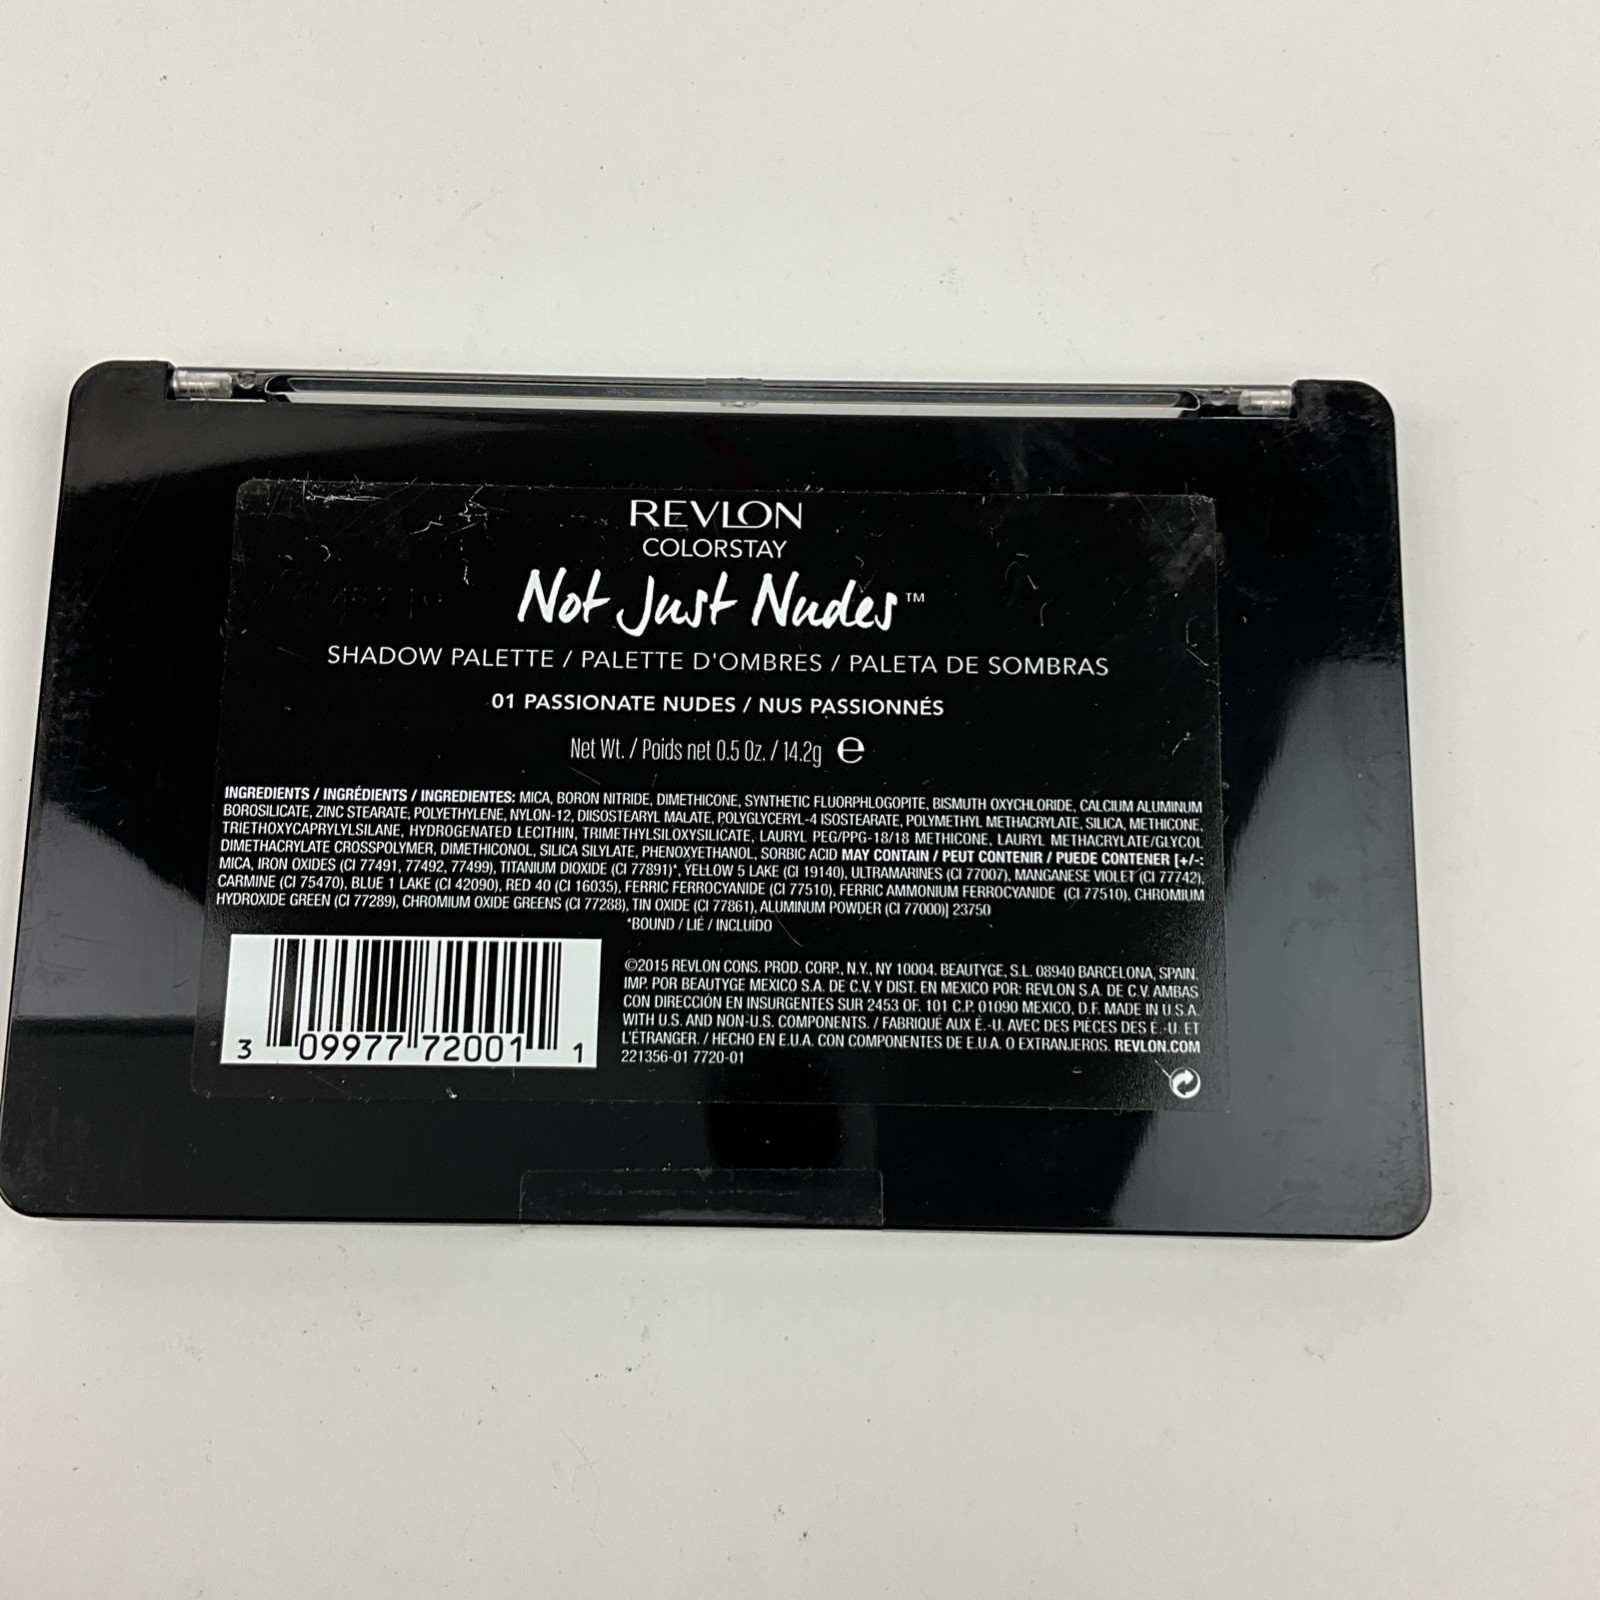 REVLON
COLORSTAY
Not Just Nudes™
SHADOW PALETTE / PALETTE D'OMBRES / PALETA DE SOMBRAS
01 PASSIONATE NUDES / NUS PASSIONNÉS
Net Wt. / Poids net 0.5 Oz. / 14.2g ℮
INGREDIENTS / INGRÉDIENTS / INGREDIENTES: MICA, BORON NITRIDE, DIMETHICONE, SYNTHETIC FLUORPHLOGOPITE, BISMUTH OXYCHLORIDE, CALCIUM ALUMINUM
BOROSILICATE, ZINC STEARATE, POLYETHYLENE, NYLON-12, DIISOSTEARYL MALATE, POLYGLYCERYL-4 ISOSTEARATE, POLYMETHYL METHACRYLATE, SILICA, METHICONE,
TRIETHOXYCAPRYLYLSILANE, HYDROGENATED LECITHIN, TRIMETHYLSILOXYSILICATE, LAURYL PEG/PPG-18/18 METHICONE, LAURYL METHACRYLATE/GLYCOL
DIMETHACRYLATE CROSSPOLYMER, DIMETHICONOL, SILICA SILYLATE, PHENOXYETHANOL, SORBIC ACID MAY CONTAIN / PEUT CONTENIR / PUEDE CONTENER [+/-:
MICA, IRON OXIDES (CI 77491, 77492, 77499), TITANIUM DIOXIDE (CI 77891)*, YELLOW 5 LAKE (CI 19140), ULTRAMARINES (CI 77007), MANGANESE VIOLET (CI 77742),
CARMINE (CI 75470), BLUE 1 LAKE (CI 42090), RED 40 (CI 16035), FERRIC FERROCYANIDE (CI 77510), FERRIC AMMONIUM FERROCYANIDE (CI 77510), CHROMIUM
HYDROXIDE GREEN (CI 77289), CHROMIUM OXIDE GREENS (CI 77288), TIN OXIDE (CI 77861), ALUMINUM POWDER (CI 77000)] 23750
*BOUND / LIÉ / INCLUÍDO
3 09977 72001 1
©2015 REVLON CONS. PROD. CORP., N.Y., NY 10004. BEAUTYGE, S.L. 08940 BARCELONA, SPAIN.
IMP. POR BEAUTYGE MEXICO S.A. DE C.V. Y DIST. EN MEXICO POR: REVLON S.A. DE C.V. AMBAS
CON DIRECCIÓN EN INSURGENTES SUR 2453 OF. 101 C.P. 01090 MEXICO, D.F. MADE IN U.S.A.
WITH U.S. AND NON-U.S. COMPONENTS. / FABRIQUÉ AUX É.-U. AVEC DES PIÈCES DES É.-U. ET
L'ÉTRANGER. / HECHO EN E.U.A. CON COMPONENTES DE E.U.A. O EXTRANJEROS. REVLON.COM
221356-01 7720-01